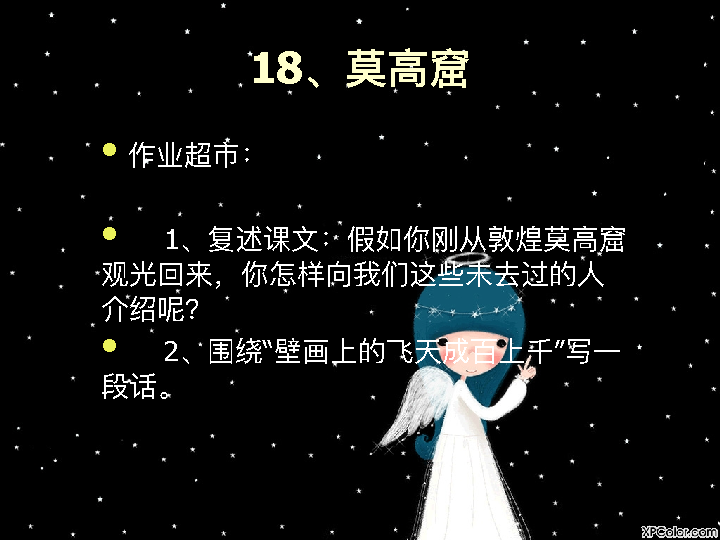 18、莫高窟
作业超市：
1、复述课文：假如你刚从敦煌莫高窟
观光回来，你怎样向我们这些未去过的人
介绍呢？
2、围绕“壁画上的飞天成百上千”写一
段话。
XPColor.com